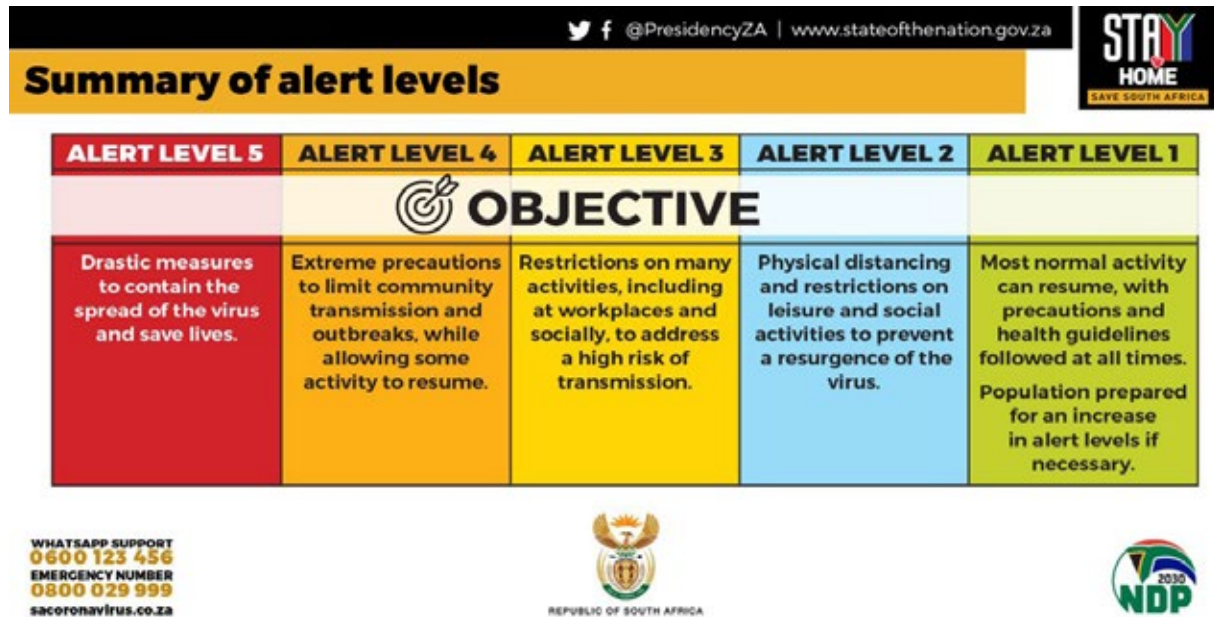 @PresidencyZA | www.stateofthenation.gov.za
STAY
HOME
SAVE SOUTH AFRICA
Summary of alert levels
ALERT LEVEL 5
ALERT LEVEL 4
ALERT LEVEL 3
ALERT LEVEL 2
ALERT LEVEL 1
OBJECTIVE
Drastic measures
to contain the
spread of the virus
and save lives.
Extreme precautions
to limit community
transmission and
outbreaks, while
allowing some
activity to resume.
Restrictions on many
activities, including
at workplaces and
socially, to address
a high risk of
transmission.
Physical distancing
and restrictions on
leisure and social
activities to prevent
a resurgence of the
virus.
Most normal activity
can resume, with
precautions and
health guidelines
followed at all times.
Population prepared
for an increase
in alert levels if
necessary.
WHATSAPP SUPPORT
0600 123 456
EMERGENCY NUMBER
0800 029 999
sacoronavirus.co.za
REPUBLIC OF SOUTH AFRICA
2030
NDP